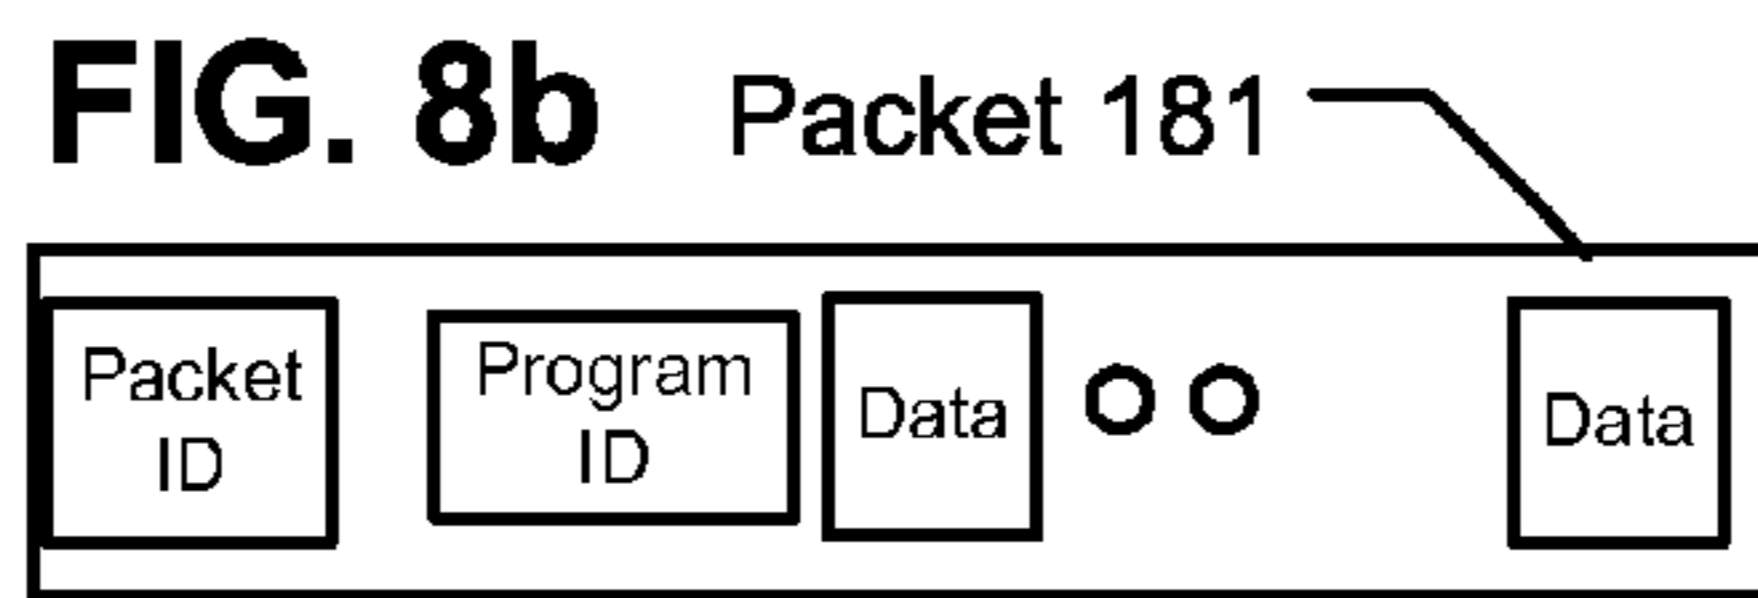 FIG. 8b Packet 181
Packet
ID
Program
ID
Data
Data